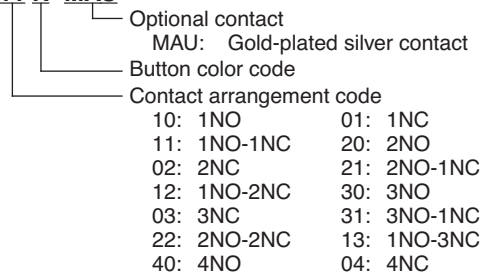 Optional contact
MAU: Gold-plated silver contact
Button color code
Contact arrangement code
10: 1NO 01: 1NC
11: 1NO-1NC 20: 2NO
02: 2NC 21: 2NO-1NC
12: 1NO-2NC 30: 3NO
03: 3NC 31: 3NO-1NC
22: 2NO-2NC 13: 1NO-3NC
40: 4NO 04: 4NC